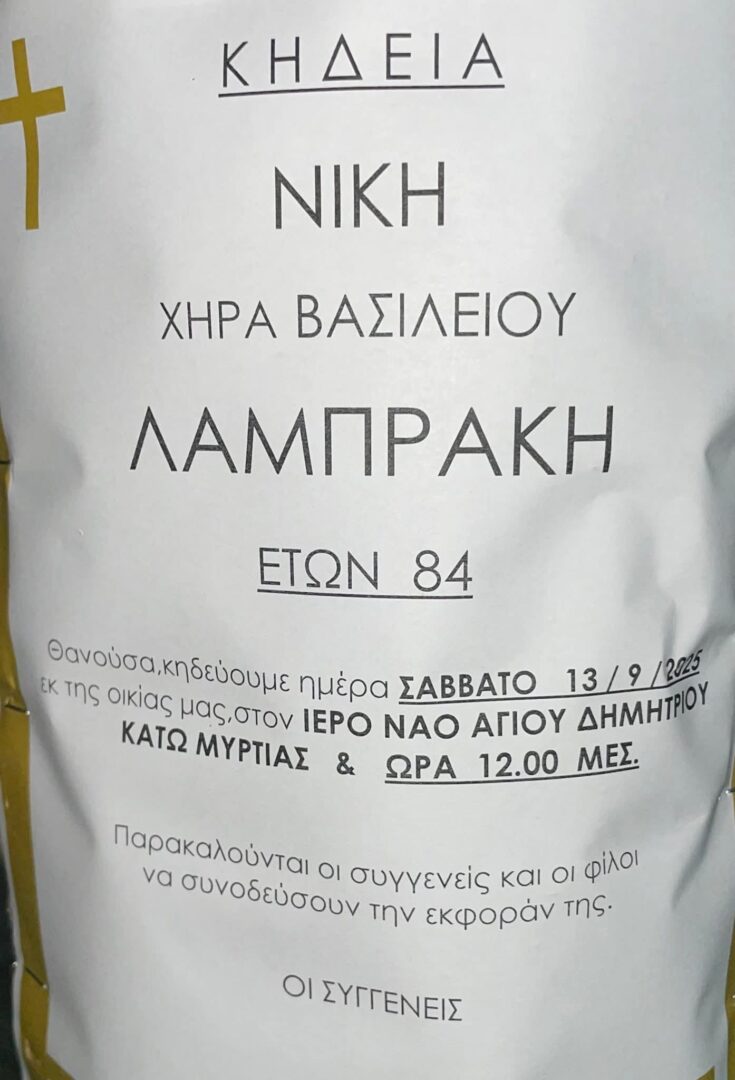 ΚΗΔΕΙΑ
ΝΙΚΗ
ΧΗΡΑ ΒΑΣΙΛΕΙΟΥ
ΛΑΜΠΡΑΚΗ
ΕΤΩΝ 84
Θανούσα,κηδεύουμε ημέρα ΣΑΒΒΑΤΟ 13/9/2025
εκ της οικίας μας,στον ΙΕΡΟ ΝΑΟ ΑΓΙΟΥ ΔΗΜΗΤΡΙΟΥ
ΚΑΤΩ ΜΥΡΤΙΑΣ & ΩΡΑ 12.00 ΜΕΣ.
Παρακαλούνται οι συγγενείς και οι φίλοι
να συνοδεύσουν την εκφοράν της.
ΟΙ ΣΥΓΓΕΝΕΙΣ